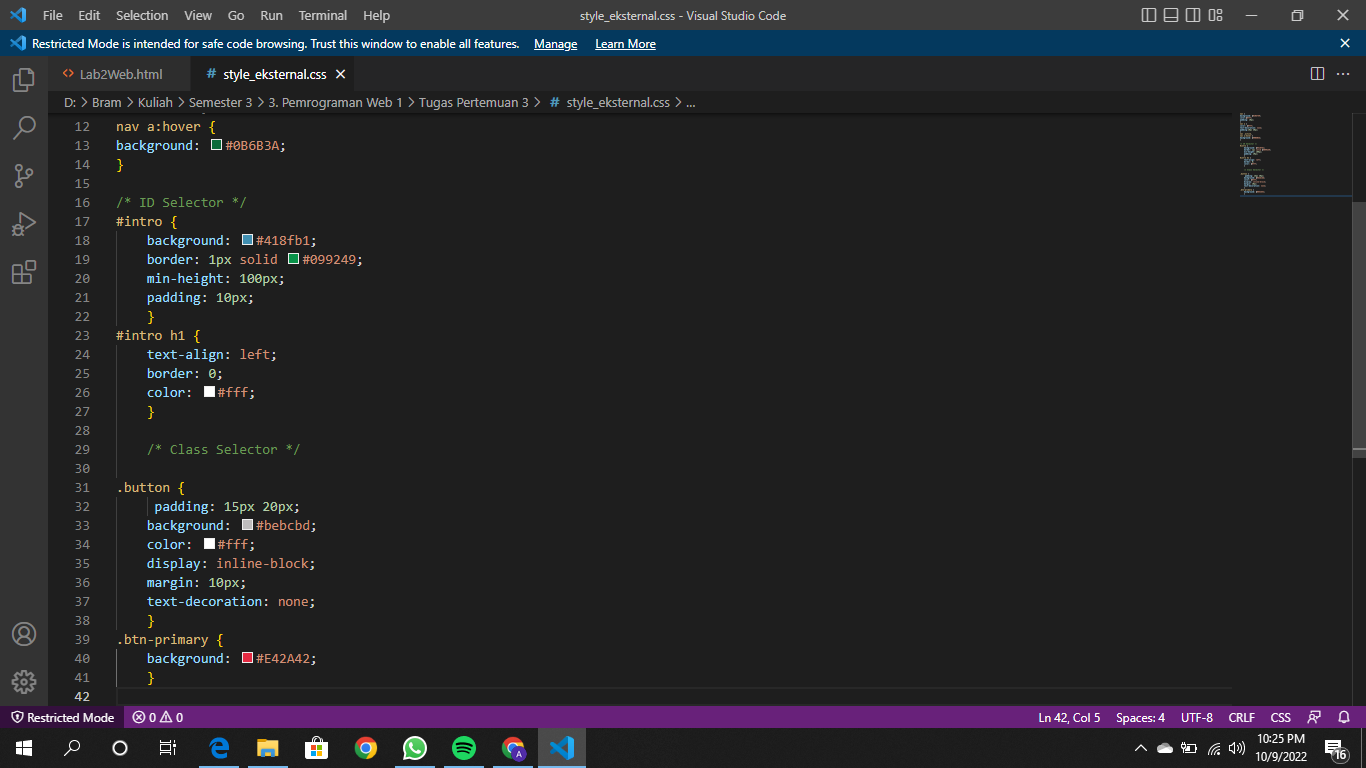 File Edit Selection View Go Run Terminal Help style_eksternal.css - Visual Studio Code
Restricted Mode is intended for safe code browsing. Trust this window to enable all features. Manage Learn More
Lab2Web.html # style_eksternal.css
D: > Bram > Kuliah > Semester 3 > 3. Pemrograman Web 1 > Tugas Pertemuan 3 > # style_eksternal.css > ...
12 nav a:hover {
13 background: #0B6B3A;
14 }
15
16 /* ID Selector */
17 #intro {
18 background: #418fb1;
19 border: 1px solid #099249;
20 min-height: 100px;
21 padding: 10px;
22 }
23 #intro h1 {
24 text-align: left;
25 border: 0;
26 color: #fff;
27 }
28
29 /* Class Selector */
30
31 .button {
32 padding: 15px 20px;
33 background: #bebcbd;
34 color: #fff;
35 display: inline-block;
36 margin: 10px;
37 text-decoration: none;
38 }
39 .btn-primary {
40 background: #E42A42;
41 }
42
Restricted Mode 0 0 Ln 42, Col 5 Spaces: 4 UTF-8 CRLF CSS
10:25 PM
10/9/2022
16